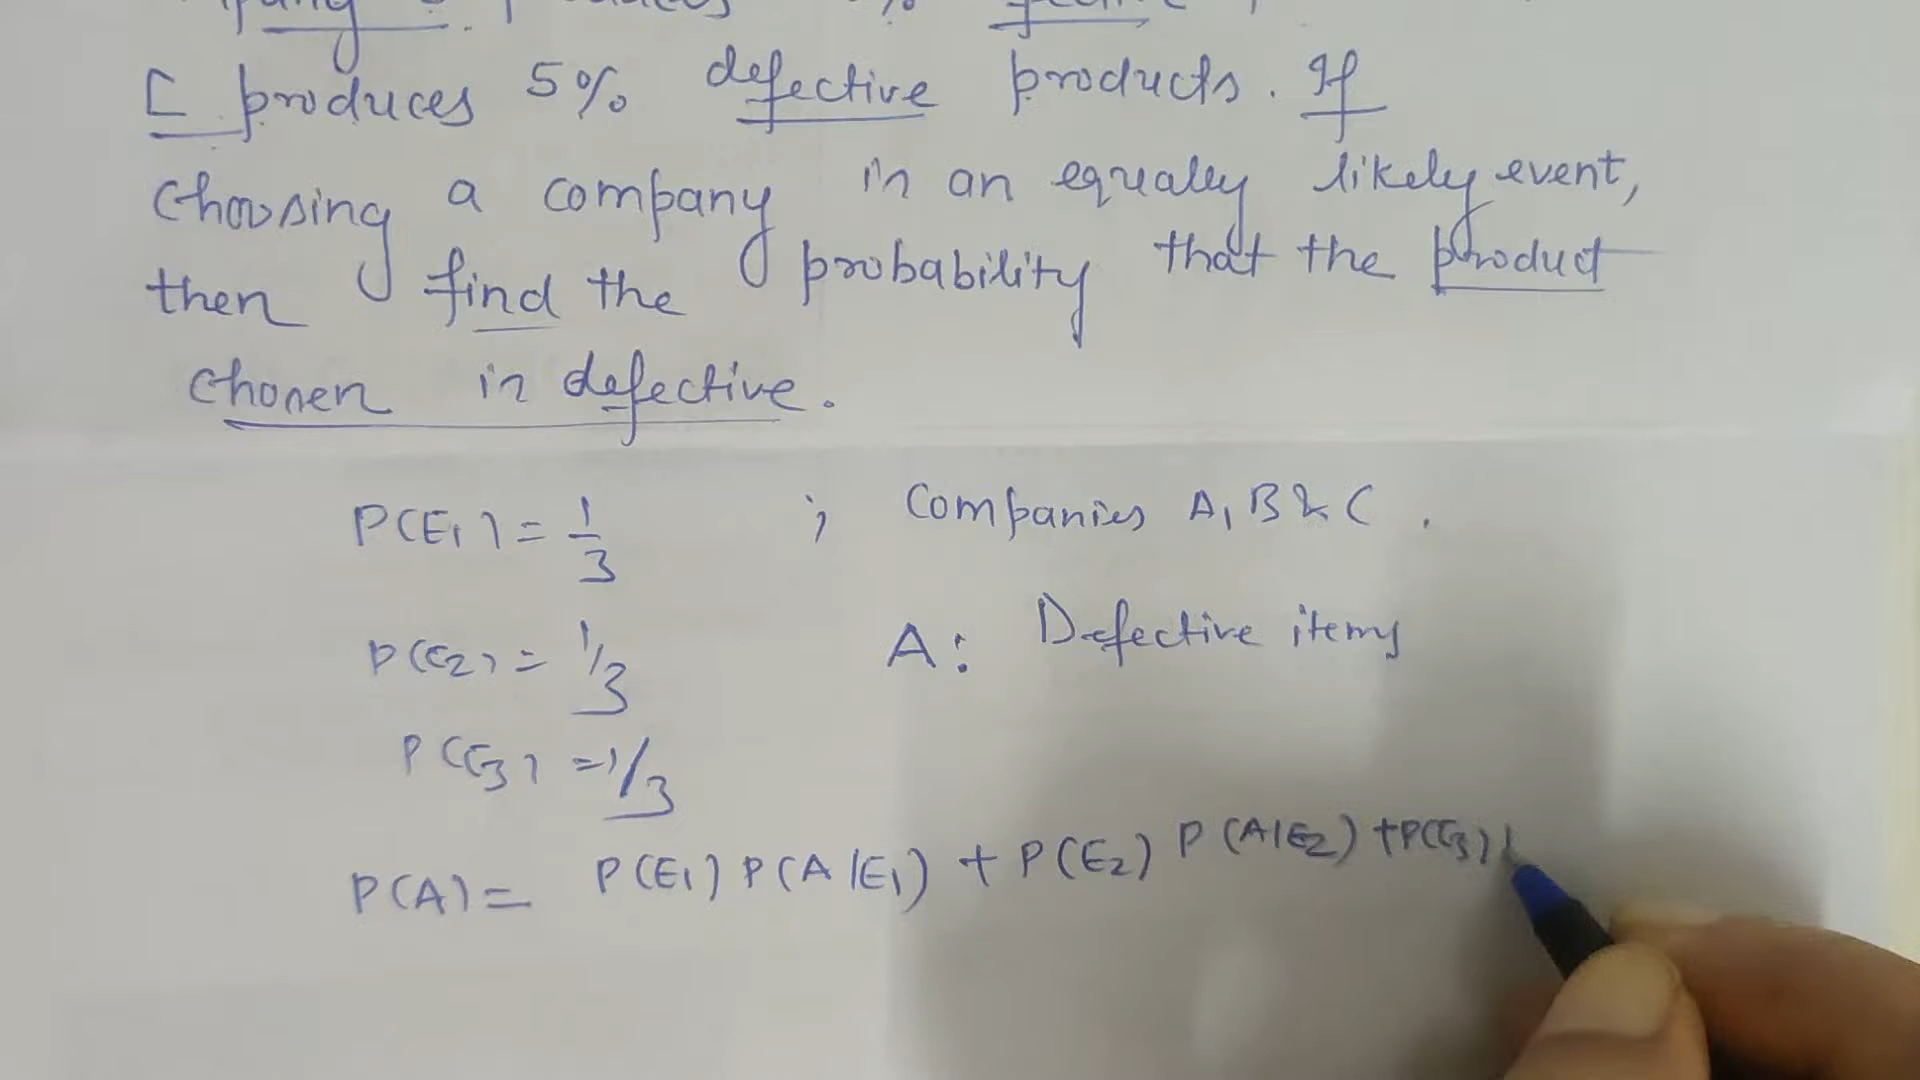 C produces 5% defective products. If
choosing a company is an equally likely event,
then find the probability that the product
chosen is defective.
P(E1) = 1/3 ; Companies A, B & C.
P(E2) = 1/3 A: Defective items
P(E3) = 1/3
P(A) = P(E1) P(A|E1) + P(E2) P(A|E2) + P(E3)